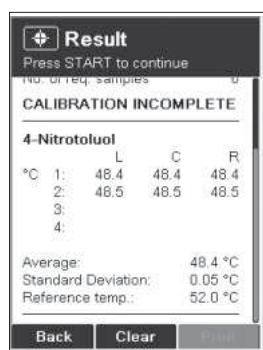 Result
Press START to continue
No. of req. samples 0
CALIBRATION INCOMPLETE
4-Nitrotoluol
L C R
°C 1: 48.4 48.4 48.4
2: 48.5 48.5 48.5
3:
4:
Average: 48.4 °C
Standard Deviation: 0.05 °C
Reference temp.: 52.0 °C
Back Clear Print